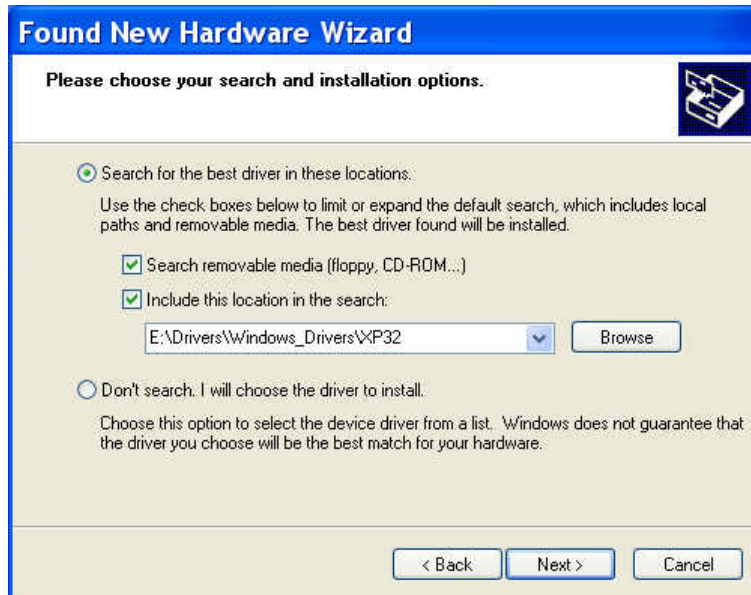 Found New Hardware Wizard
Please choose your search and installation options.
Search for the best driver in these locations.
Use the check boxes below to limit or expand the default search, which includes local
paths and removable media. The best driver found will be installed.
Search removable media (floppy, CD-ROM...)
Include this location in the search:
E:\Drivers\Windows_Drivers\XP32
Browse
Don't search. I will choose the driver to install.
Choose this option to select the device driver from a list. Windows does not guarantee that
the driver you choose will be the best match for your hardware.
< Back Next > Cancel